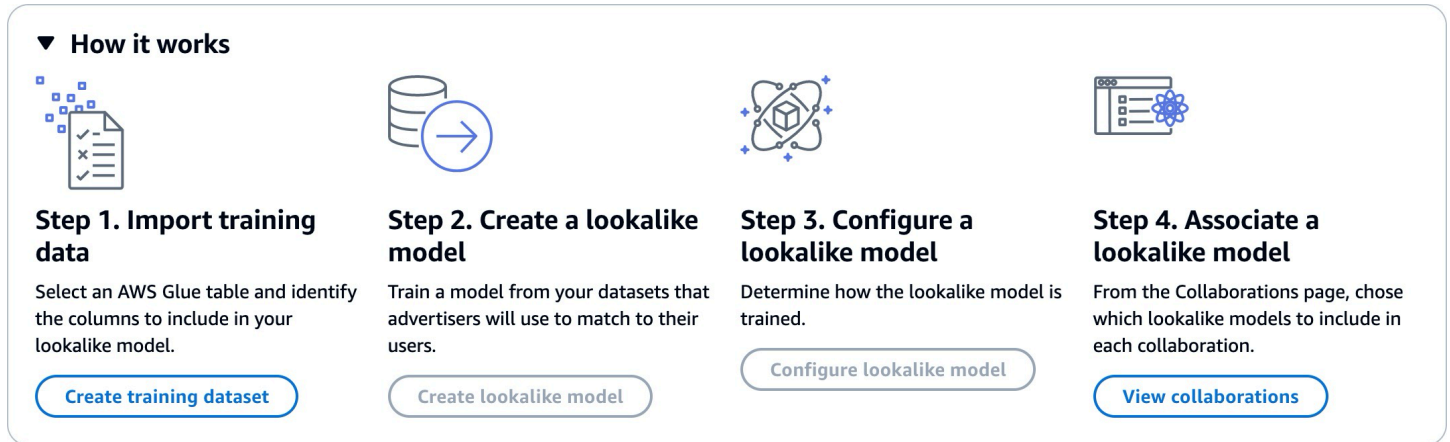 How it works
Step 1. Import training
data
Select an AWS Glue table and identify
the columns to include in your
lookalike model.
Create training dataset
Step 2. Create a lookalike
model
Train a model from your datasets that
advertisers will use to match to their
users.
Create lookalike model
Step 3. Configure a
lookalike model
Determine how the lookalike model is
trained.
Configure lookalike model
Step 4. Associate a
lookalike model
From the Collaborations page, chose
which lookalike models to include in
each collaboration.
View collaborations